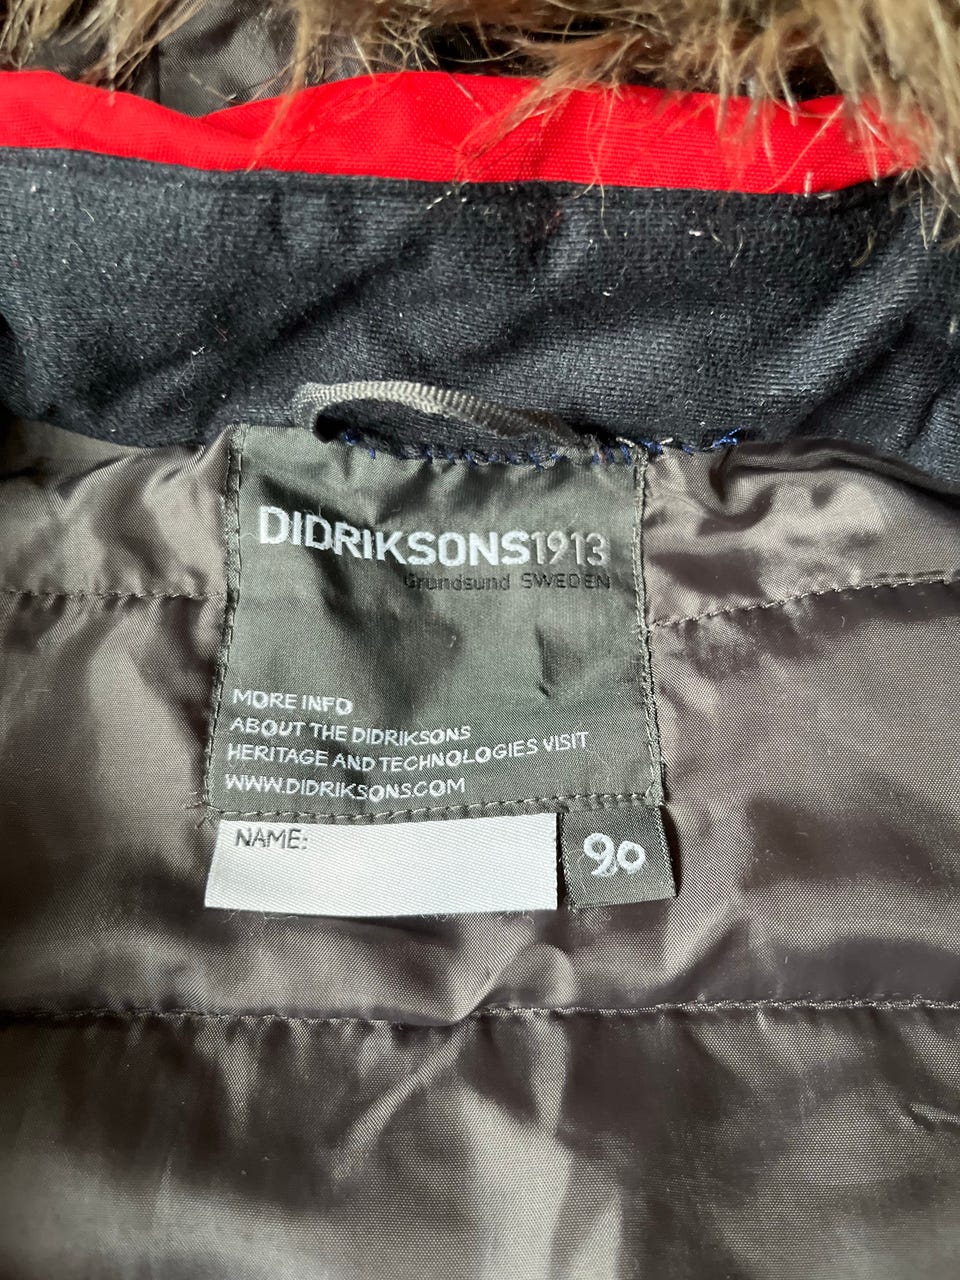 DIDRIKSONS1913
Grundsund SWEDEN
MORE INFO
ABOUT THE DIDRIKSONS
HERITAGE AND TECHNOLOGIES VISIT
WWW.DIDRIKSONS.COM
NAME:
90